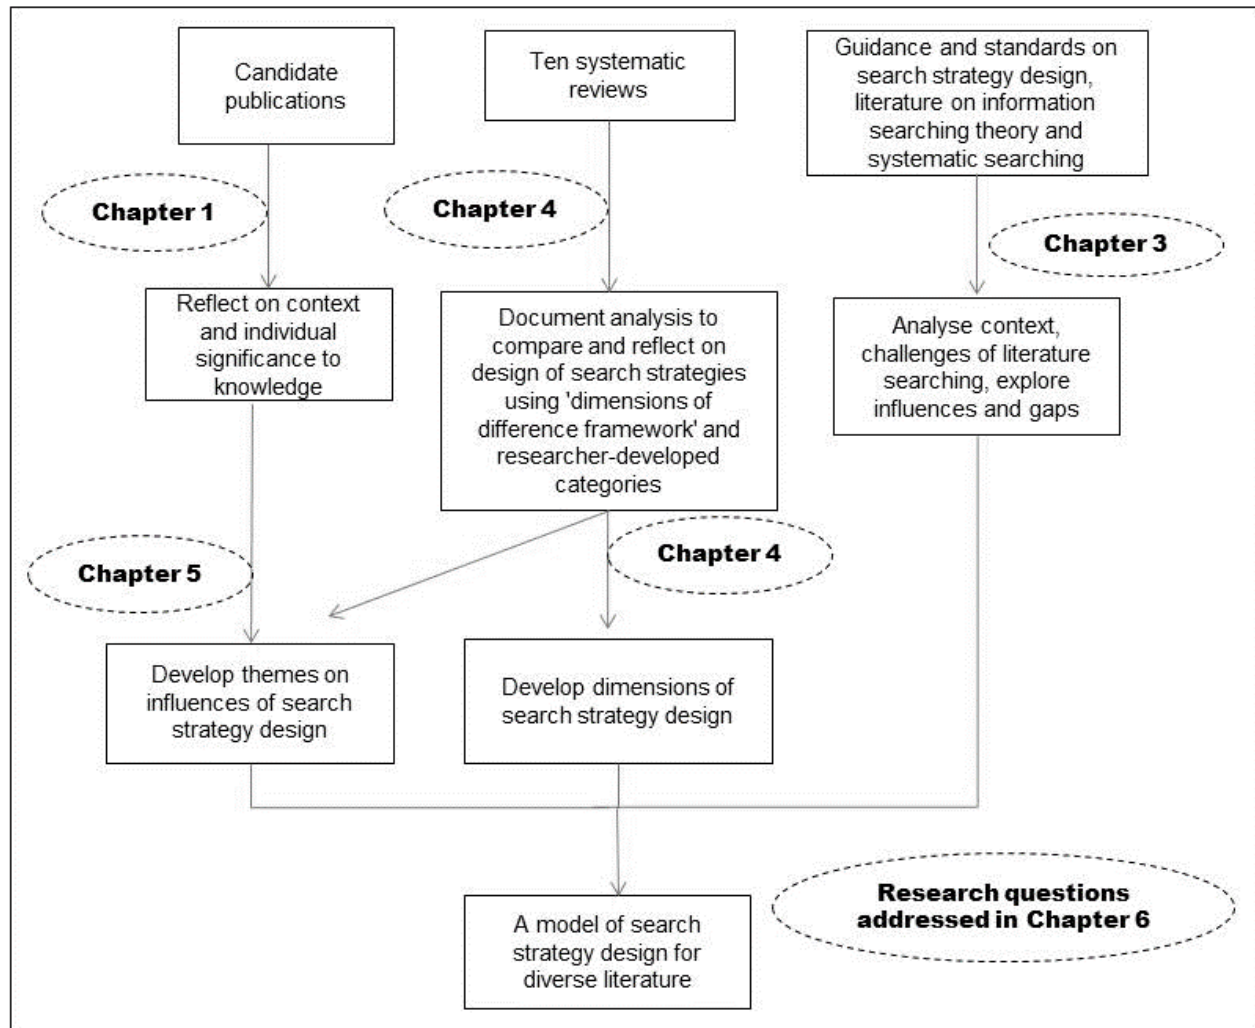 Candidate
publications
Ten systematic
reviews
Guidance and standards on
search strategy design,
literature on information
searching theory and
systematic searching
Chapter 1
Chapter 4
Chapter 3
Reflect on context
and individual
significance to
knowledge
Document analysis to
compare and reflect on
design of search strategies
using 'dimensions of
difference framework' and
researcher-developed
categories
Analyse context,
challenges of literature
searching, explore
influences and gaps
Chapter 5
Chapter 4
Develop themes on
influences of search
strategy design
Develop dimensions of
search strategy design
Research questions
addressed in Chapter 6
A model of search
strategy design for
diverse literature